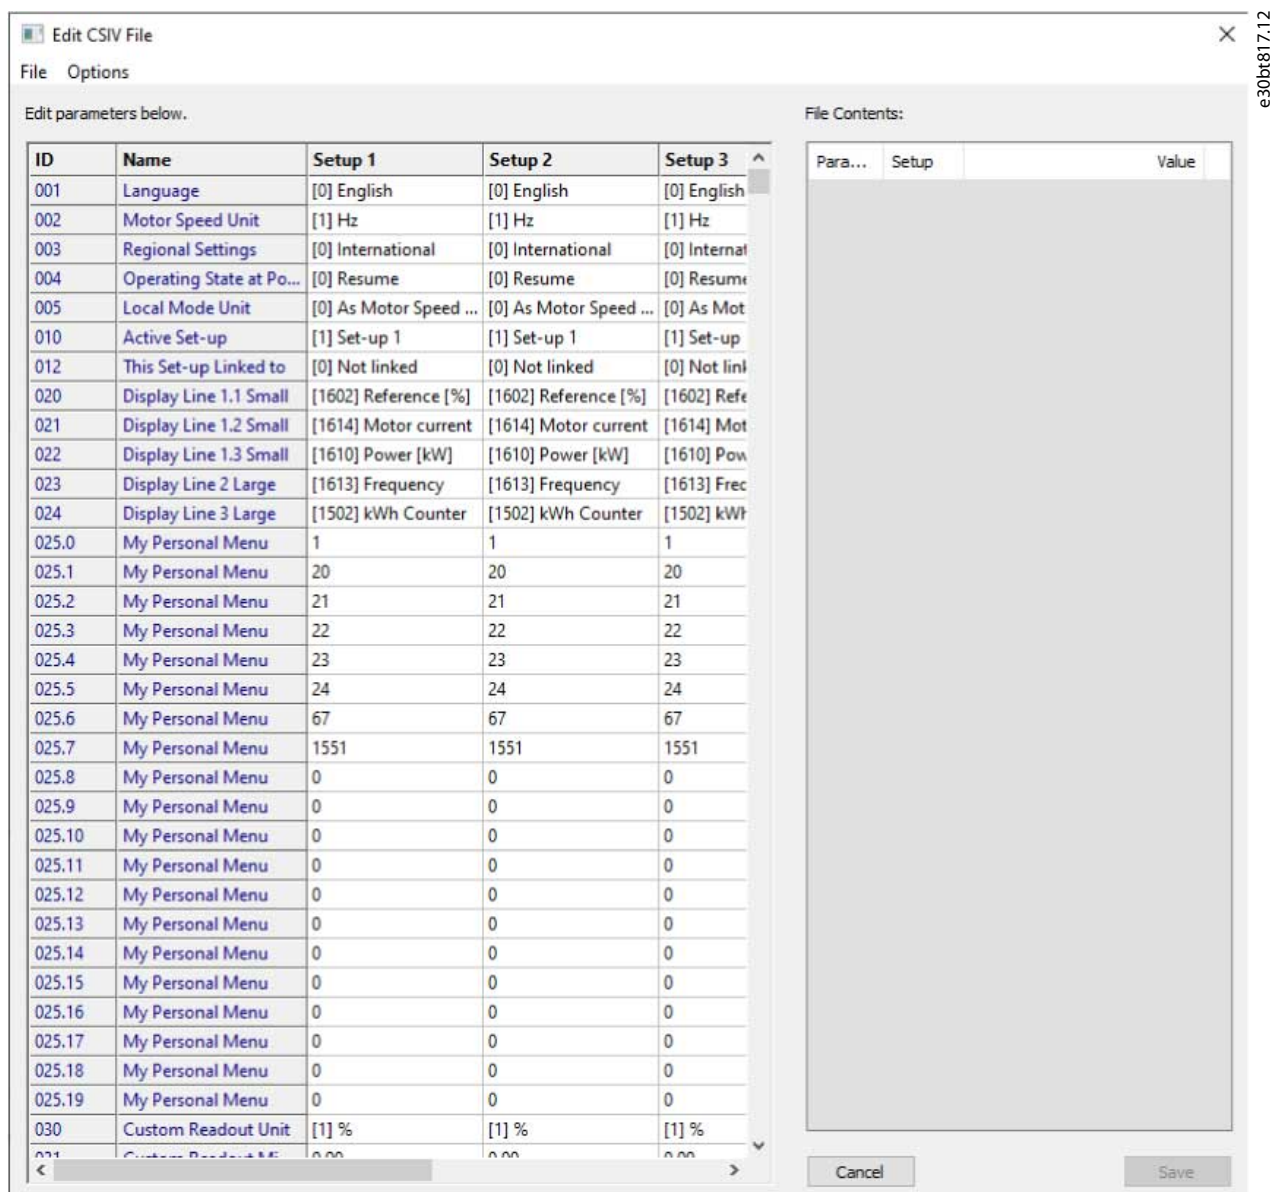 Edit CSIV File
e30bt817.12
File Options
Edit parameters below.
File Contents:
ID Name Setup 1 Setup 2 Setup 3
Para... Setup Value
001 Language [0] English [0] English [0] English
002 Motor Speed Unit [1] Hz [1] Hz [1] Hz
003 Regional Settings [0] International [0] International [0] Internat
004 Operating State at Po... [0] Resume [0] Resume [0] Resume
005 Local Mode Unit [0] As Motor Speed ... [0] As Motor Speed ... [0] As Mot
010 Active Set-up [1] Set-up 1 [1] Set-up 1 [1] Set-up
012 This Set-up Linked to [0] Not linked [0] Not linked [0] Not link
020 Display Line 1.1 Small [1602] Reference [%] [1602] Reference [%] [1602] Refe
021 Display Line 1.2 Small [1614] Motor current [1614] Motor current [1614] Mot
022 Display Line 1.3 Small [1610] Power [kW] [1610] Power [kW] [1610] Pow
023 Display Line 2 Large [1613] Frequency [1613] Frequency [1613] Freq
024 Display Line 3 Large [1502] kWh Counter [1502] kWh Counter [1502] kWh
025.0 My Personal Menu 1 1 1
025.1 My Personal Menu 20 20 20
025.2 My Personal Menu 21 21 21
025.3 My Personal Menu 22 22 22
025.4 My Personal Menu 23 23 23
025.5 My Personal Menu 24 24 24
025.6 My Personal Menu 67 67 67
025.7 My Personal Menu 1551 1551 1551
025.8 My Personal Menu 0 0 0
025.9 My Personal Menu 0 0 0
025.10 My Personal Menu 0 0 0
025.11 My Personal Menu 0 0 0
025.12 My Personal Menu 0 0 0
025.13 My Personal Menu 0 0 0
025.14 My Personal Menu 0 0 0
025.15 My Personal Menu 0 0 0
025.16 My Personal Menu 0 0 0
025.17 My Personal Menu 0 0 0
025.18 My Personal Menu 0 0 0
025.19 My Personal Menu 0 0 0
030 Custom Readout Unit [1] % [1] % [1] %
Cancel Save